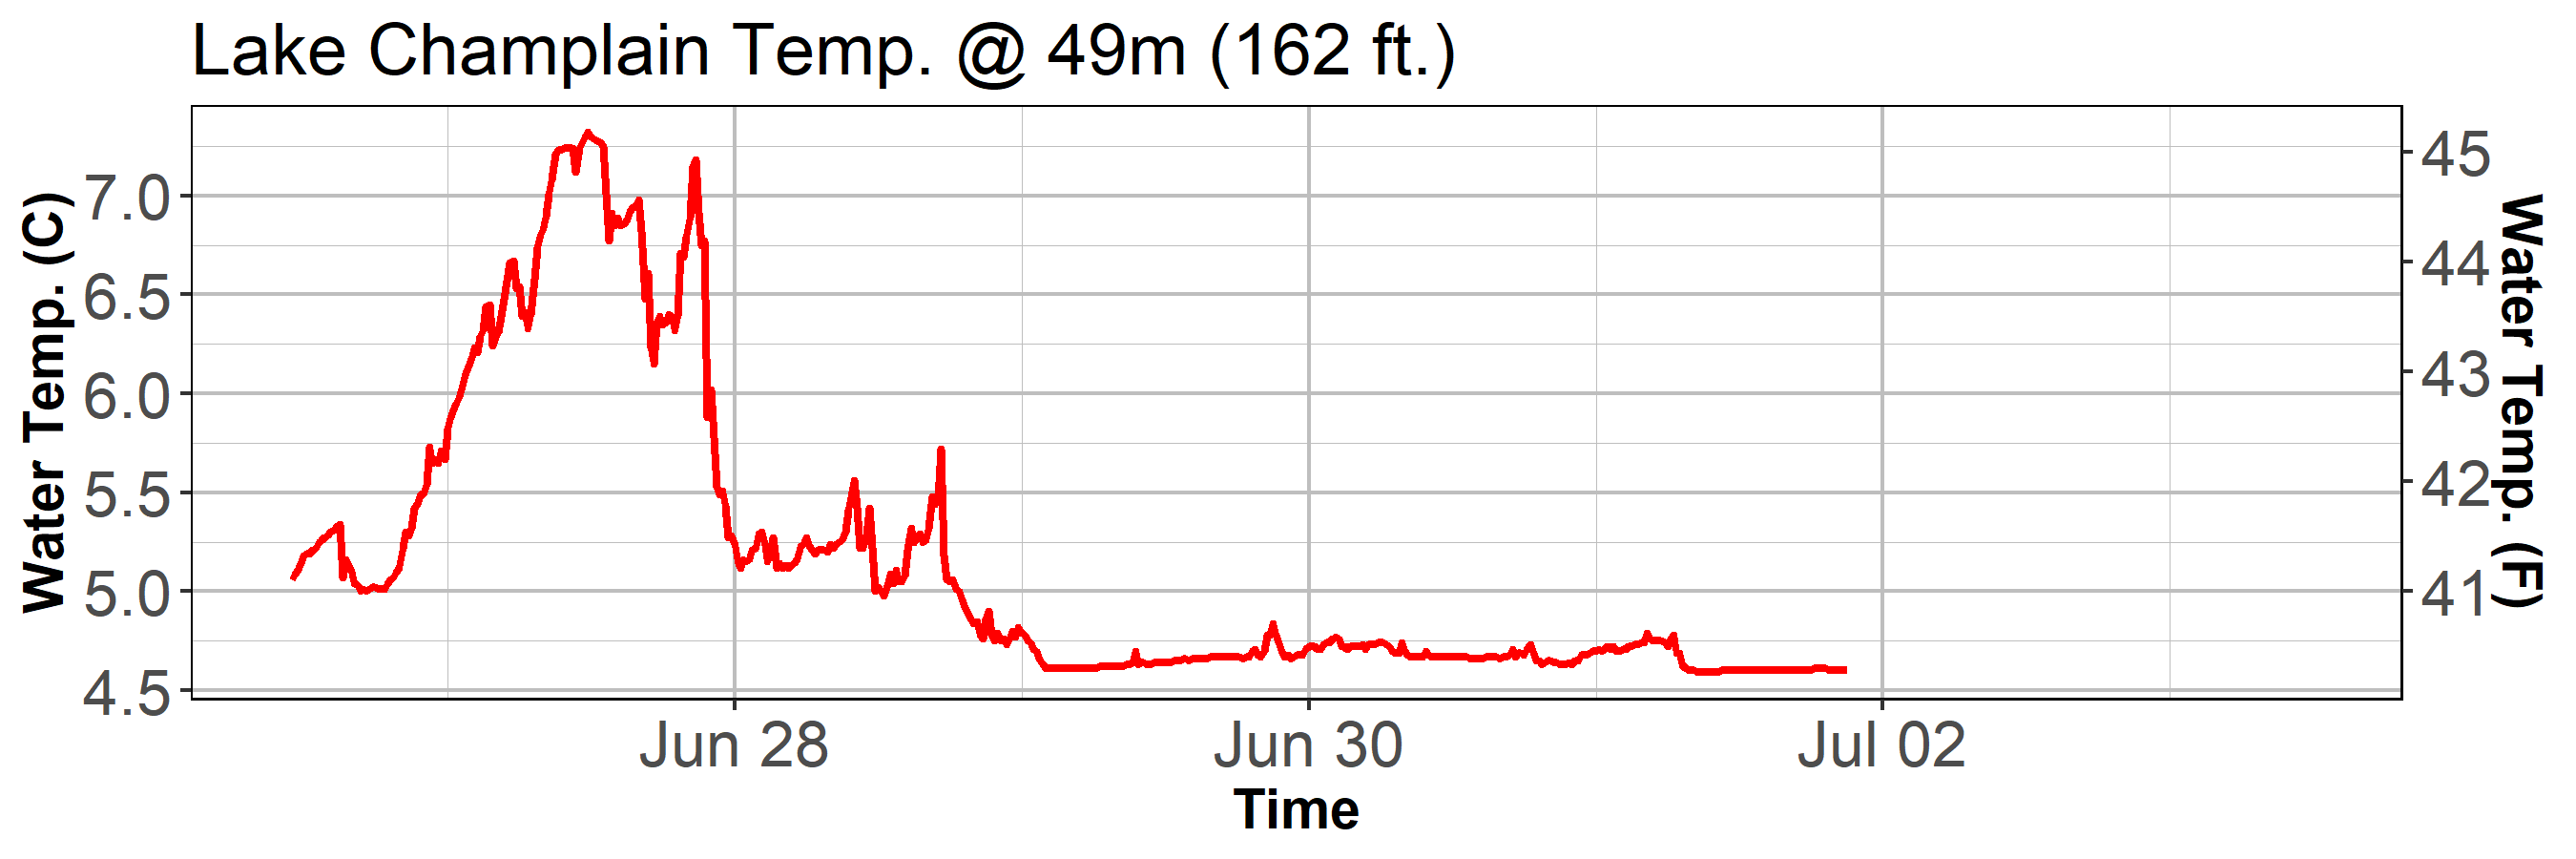 Lake Champlain Temp. @ 49m (162 ft.)
Water Temp. (C)
7.0
6.5
6.0
5.5
5.0
4.5
45
44
43
42
41
Water Temp. (F)
Jun 28 Jun 30 Jul 02
Time